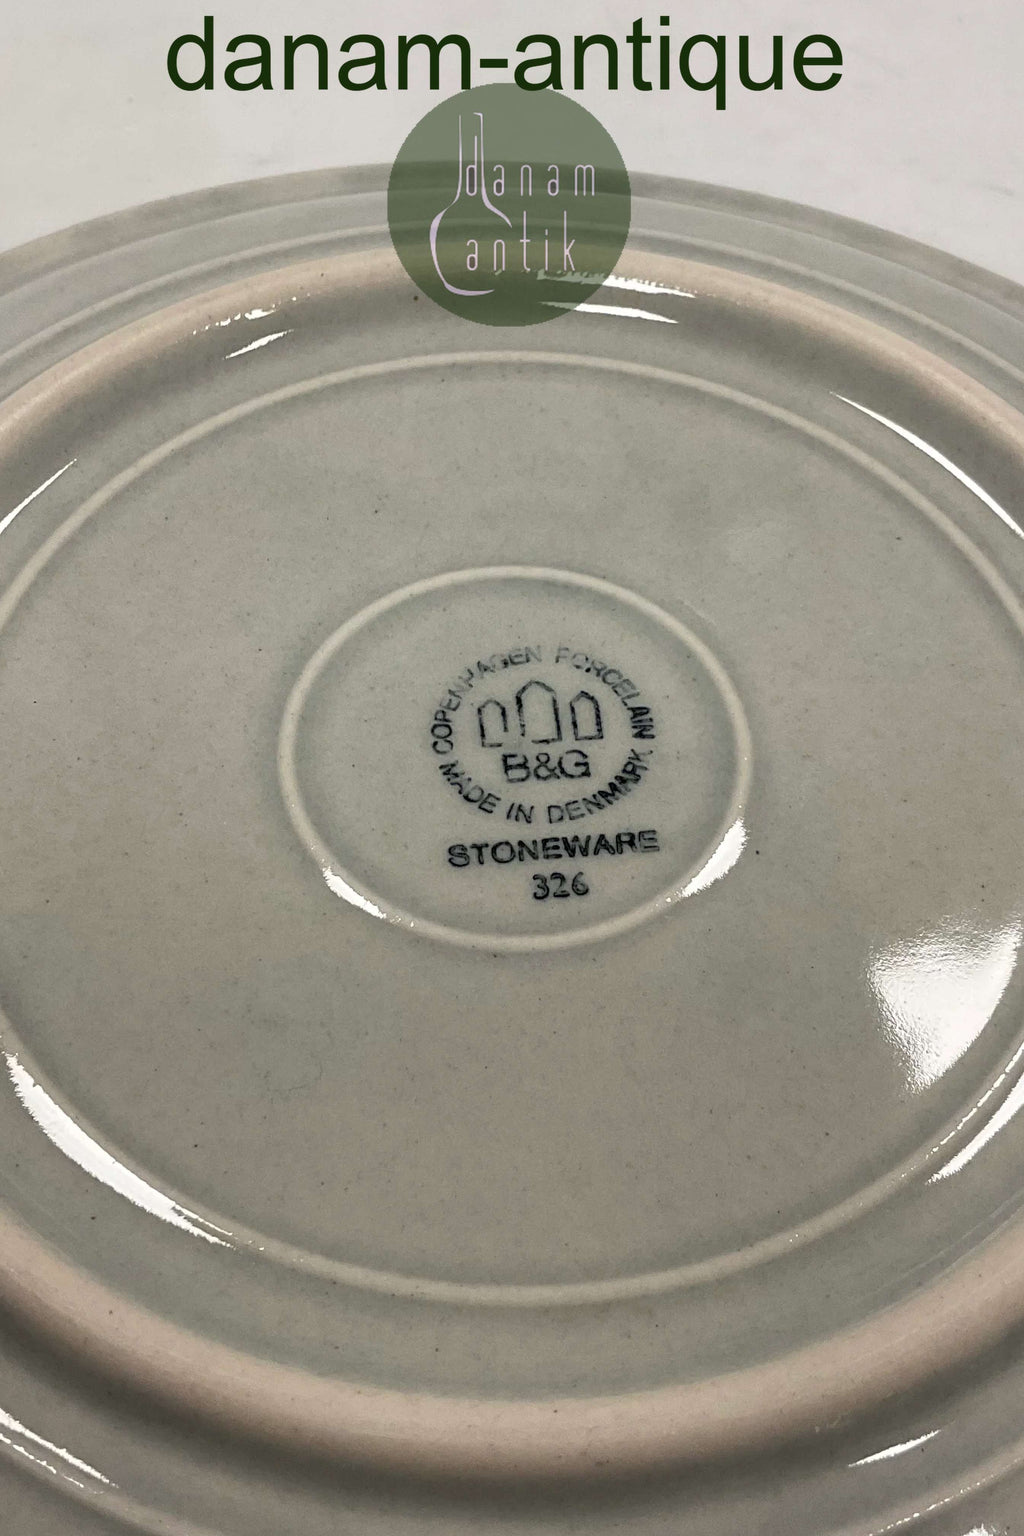 danam-antique
danam
antik
COPENHAGEN PORCELAIN
B&G
MADE IN DENMARK
STONEWARE
326